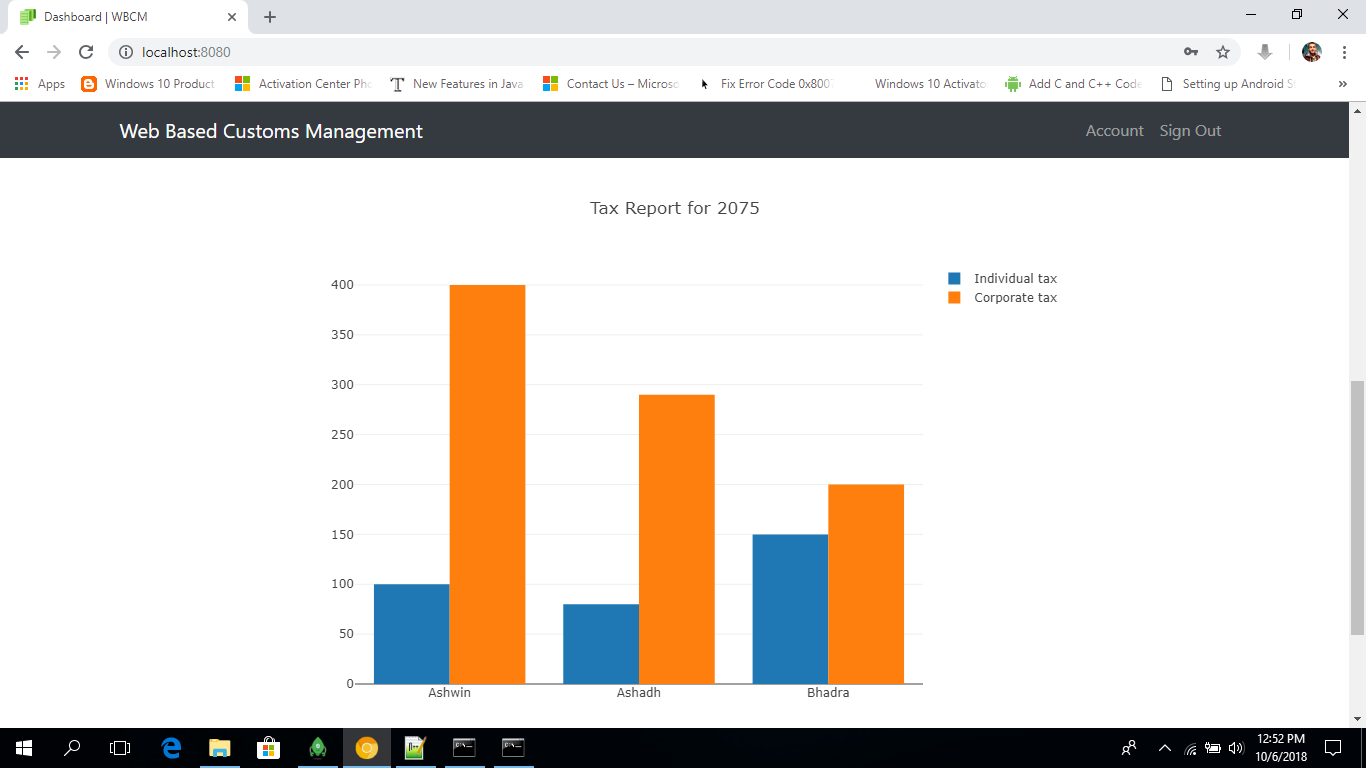 Dashboard | WBCM
localhost:8080
Apps
Windows 10 Product
Activation Center Pho
New Features in Java
Contact Us – Microso
Fix Error Code 0x8007
Windows 10 Activato
Add C and C++ Code
Setting up Android St
Web Based Customs Management
Account
Sign Out
Tax Report for 2075
Individual tax
Corporate tax
400
350
300
250
200
150
100
50
0
Ashwin
Ashadh
Bhadra
12:52 PM
10/6/2018